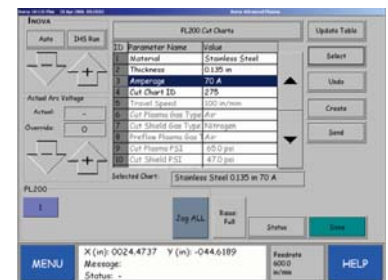 INOVA
Auto
IHS Run
FL200 Cut Charts
Update Table
ID Parameter Name Value
1 Material Stainless Steel
2 Thickness 0.135 in
3 Amperage 70 A
4 Cut Chart ID 275
5 Travel Speed 100 in/min
6 Cut Plasma Gas Type Air
7 Cut Shield Gas Type Nitrogen
8 Preflow Plasma Gas T Air
9 Cut Plasma PSI 65.0 psi
10 Cut Shield PSI 47.0 psi
Select
Undo
Create
Send
Actual Arc Voltage
Actual: -
Override: 0
Selected Chart: Stainless Steel 0.135 in 70 A
FL200
1
Jog ALL
Raise Full
Status
Done
MENU
X (in): 0024.4737 Y (in): -044.6189
Message:
Status: -
Feedrate
600.0
in/min
HELP